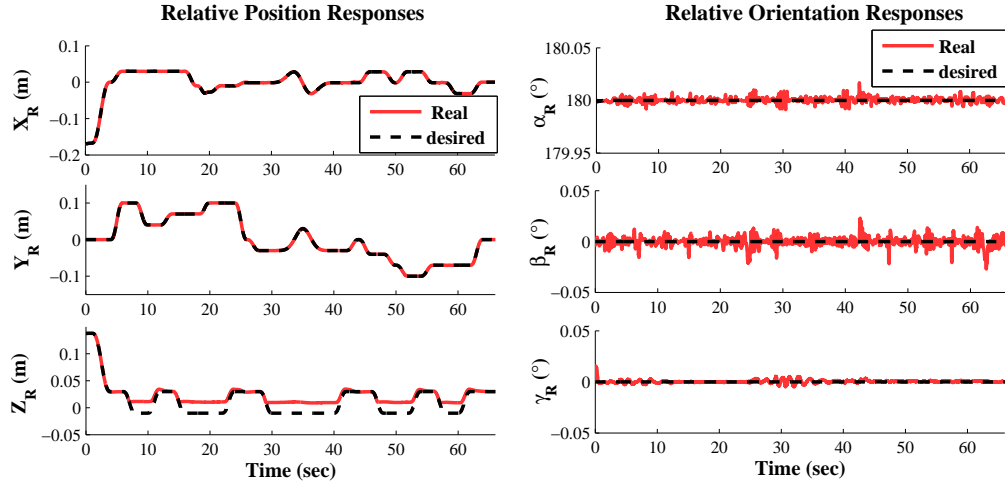 Relative Position Responses
0.1
0
−0.1
−0.2
X_R (m)
Real
desired
0 10 20 30 40 50 60
0.1
0
−0.1
Y_R (m)
0 10 20 30 40 50 60
0.1
0.05
0
−0.05
Z_R (m)
0 10 20 30 40 50 60
Time (sec)
Relative Orientation Responses
180.05
180
179.95
α_R (°)
Real
desired
0 10 20 30 40 50 60
0.05
0
−0.05
β_R (°)
0 10 20 30 40 50 60
0.05
0
−0.05
γ_R (°)
0 10 20 30 40 50 60
Time (sec)